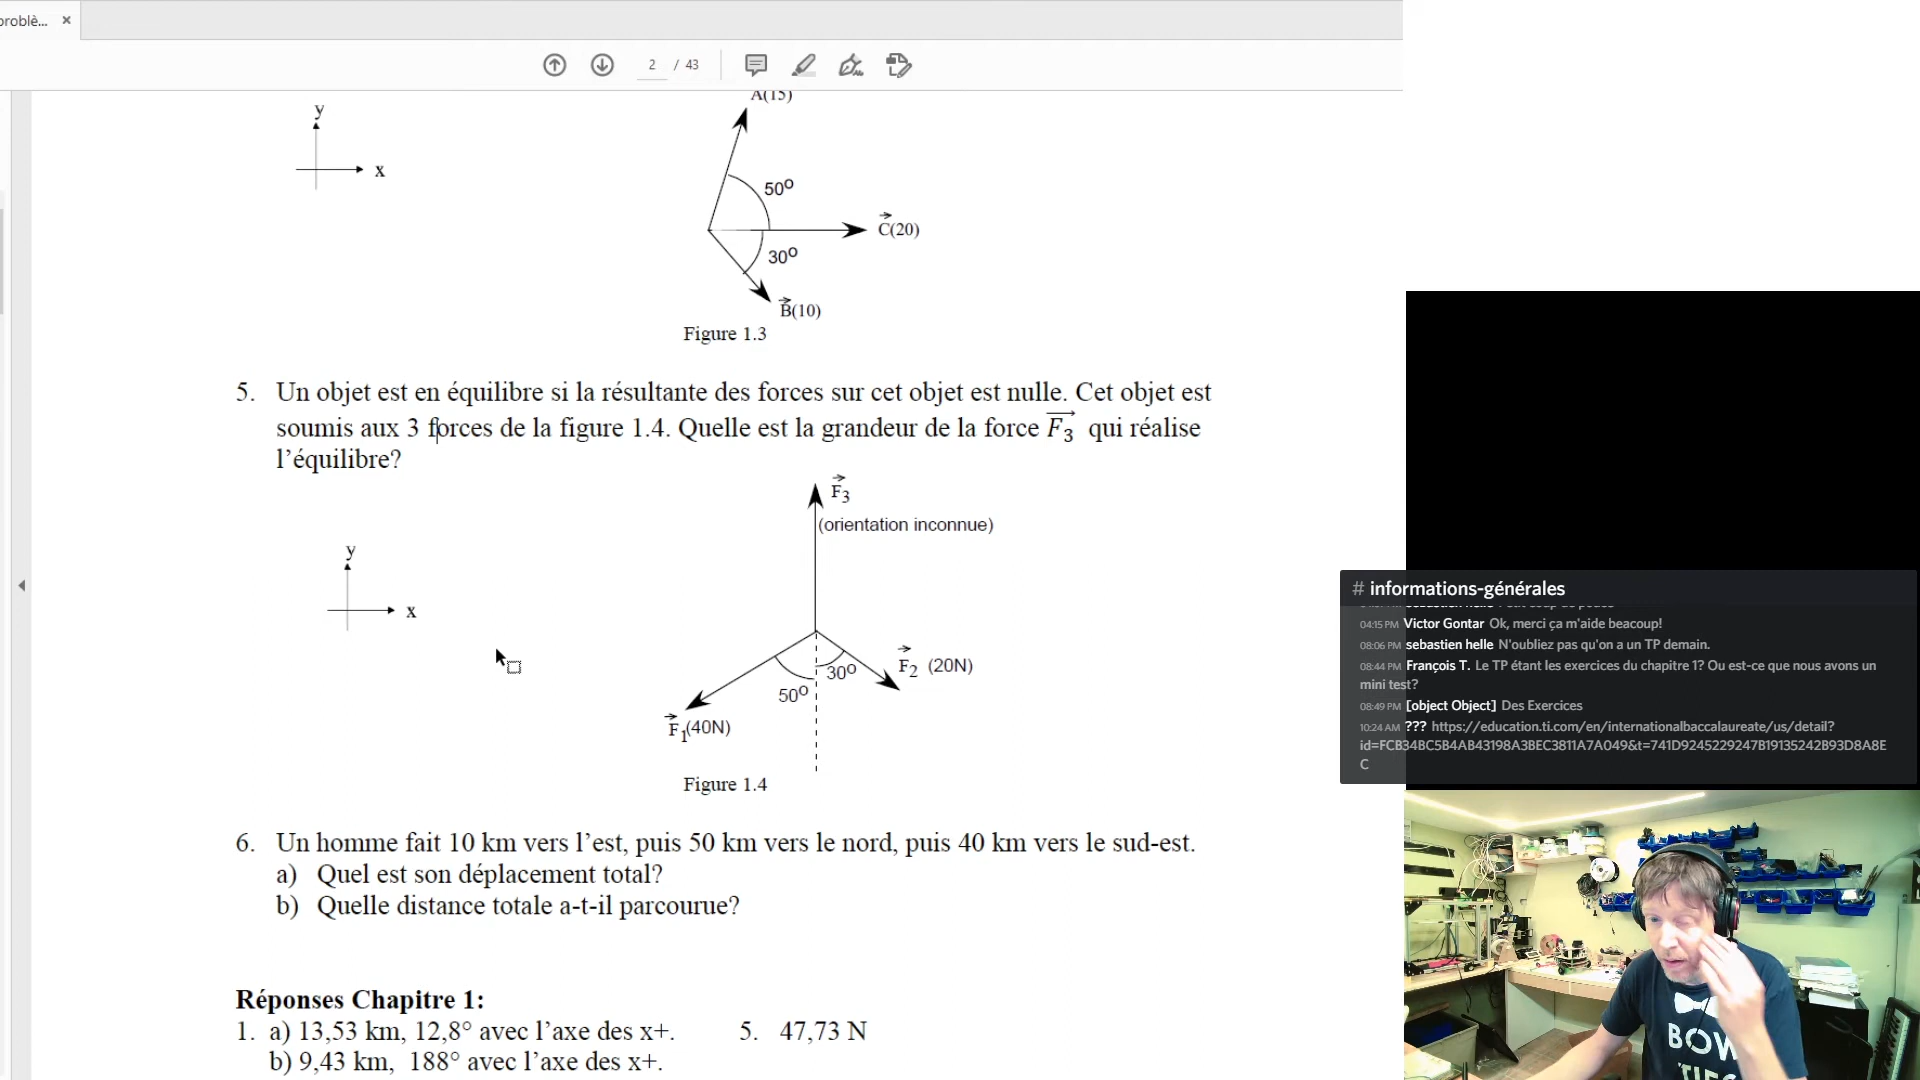 problè... ×
2 / 43
A(15)
y
x
50o
C(20)
30o
B(10)
Figure 1.3
5. Un objet est en équilibre si la résultante des forces sur cet objet est nulle. Cet objet est
soumis aux 3 forces de la figure 1.4. Quelle est la grandeur de la force F3 qui réalise
l’équilibre?
F3
(orientation inconnue)
y
x
F2 (20N)
30o
50o
F1(40N)
Figure 1.4
6. Un homme fait 10 km vers l’est, puis 50 km vers le nord, puis 40 km vers le sud-est.
a) Quel est son déplacement total?
b) Quelle distance totale a-t-il parcourue?
Réponses Chapitre 1:
1. a) 13,53 km, 12,8° avec l’axe des x+. 5. 47,73 N
b) 9,43 km, 188° avec l’axe des x+.
# informations-générales
04:15 PM Victor Gontar Ok, merci ça m'aide beacoup!
08:06 PM sebastien helle N'oubliez pas qu'on a un TP demain.
08:44 PM François T. Le TP étant les exercices du chapitre 1? Ou est-ce que nous avons un
mini test?
08:49 PM [object Object] Des Exercices
10:24 AM ??? https://education.ti.com/en/internationalbaccalaureate/us/detail?
id=FCB34BC5B4AB43198A3BEC3811A7A049&t=741D9245229247B19135242B93D8A8E
C
BOW